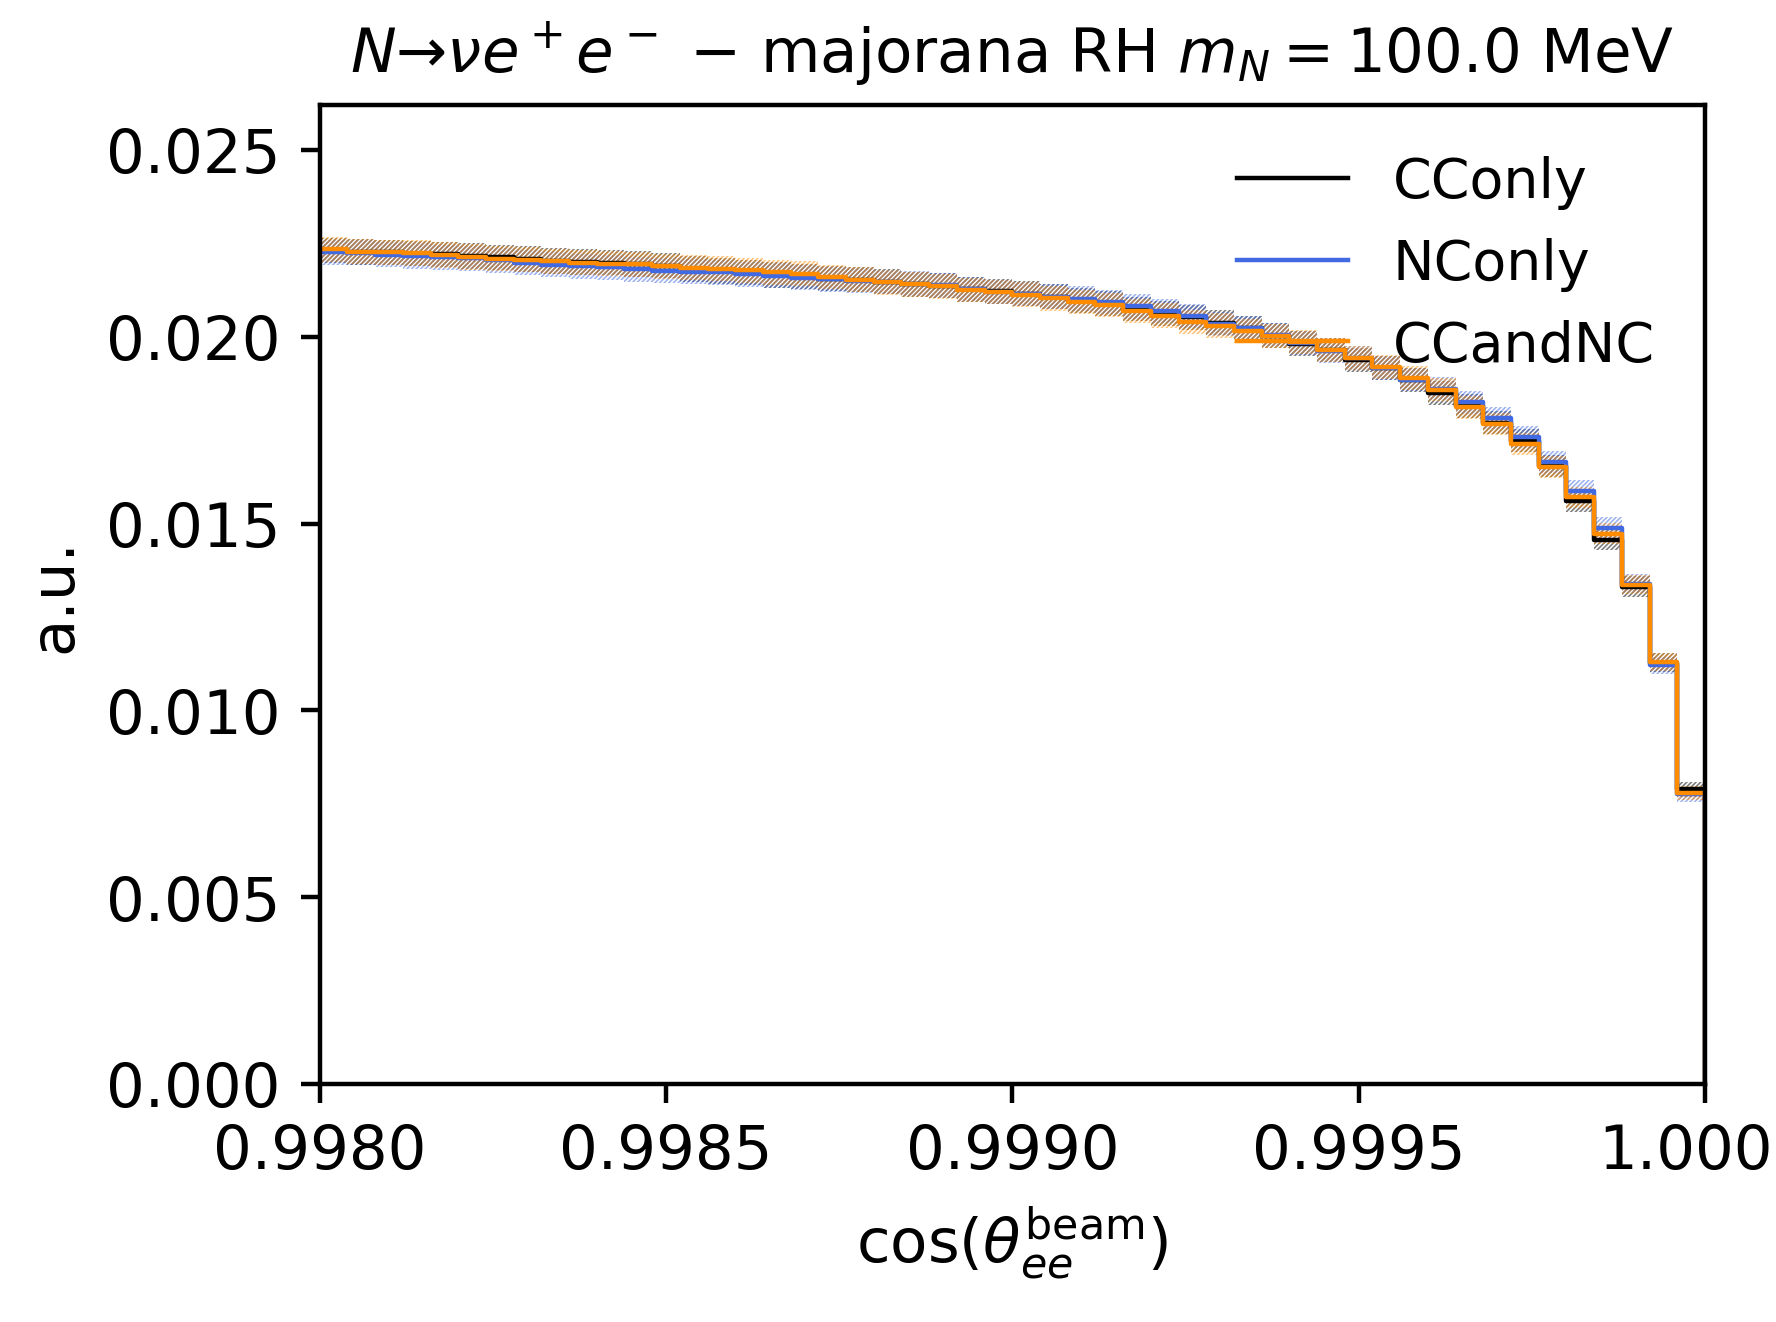 N→νe⁺e⁻ − majorana RH m_N = 100.0 MeV
0.025
0.020
0.015
0.010
0.005
0.000
a.u.
CConly
NConly
CCandNC
0.9980 0.9985 0.9990 0.9995 1.000
cos(θ_ee^beam)